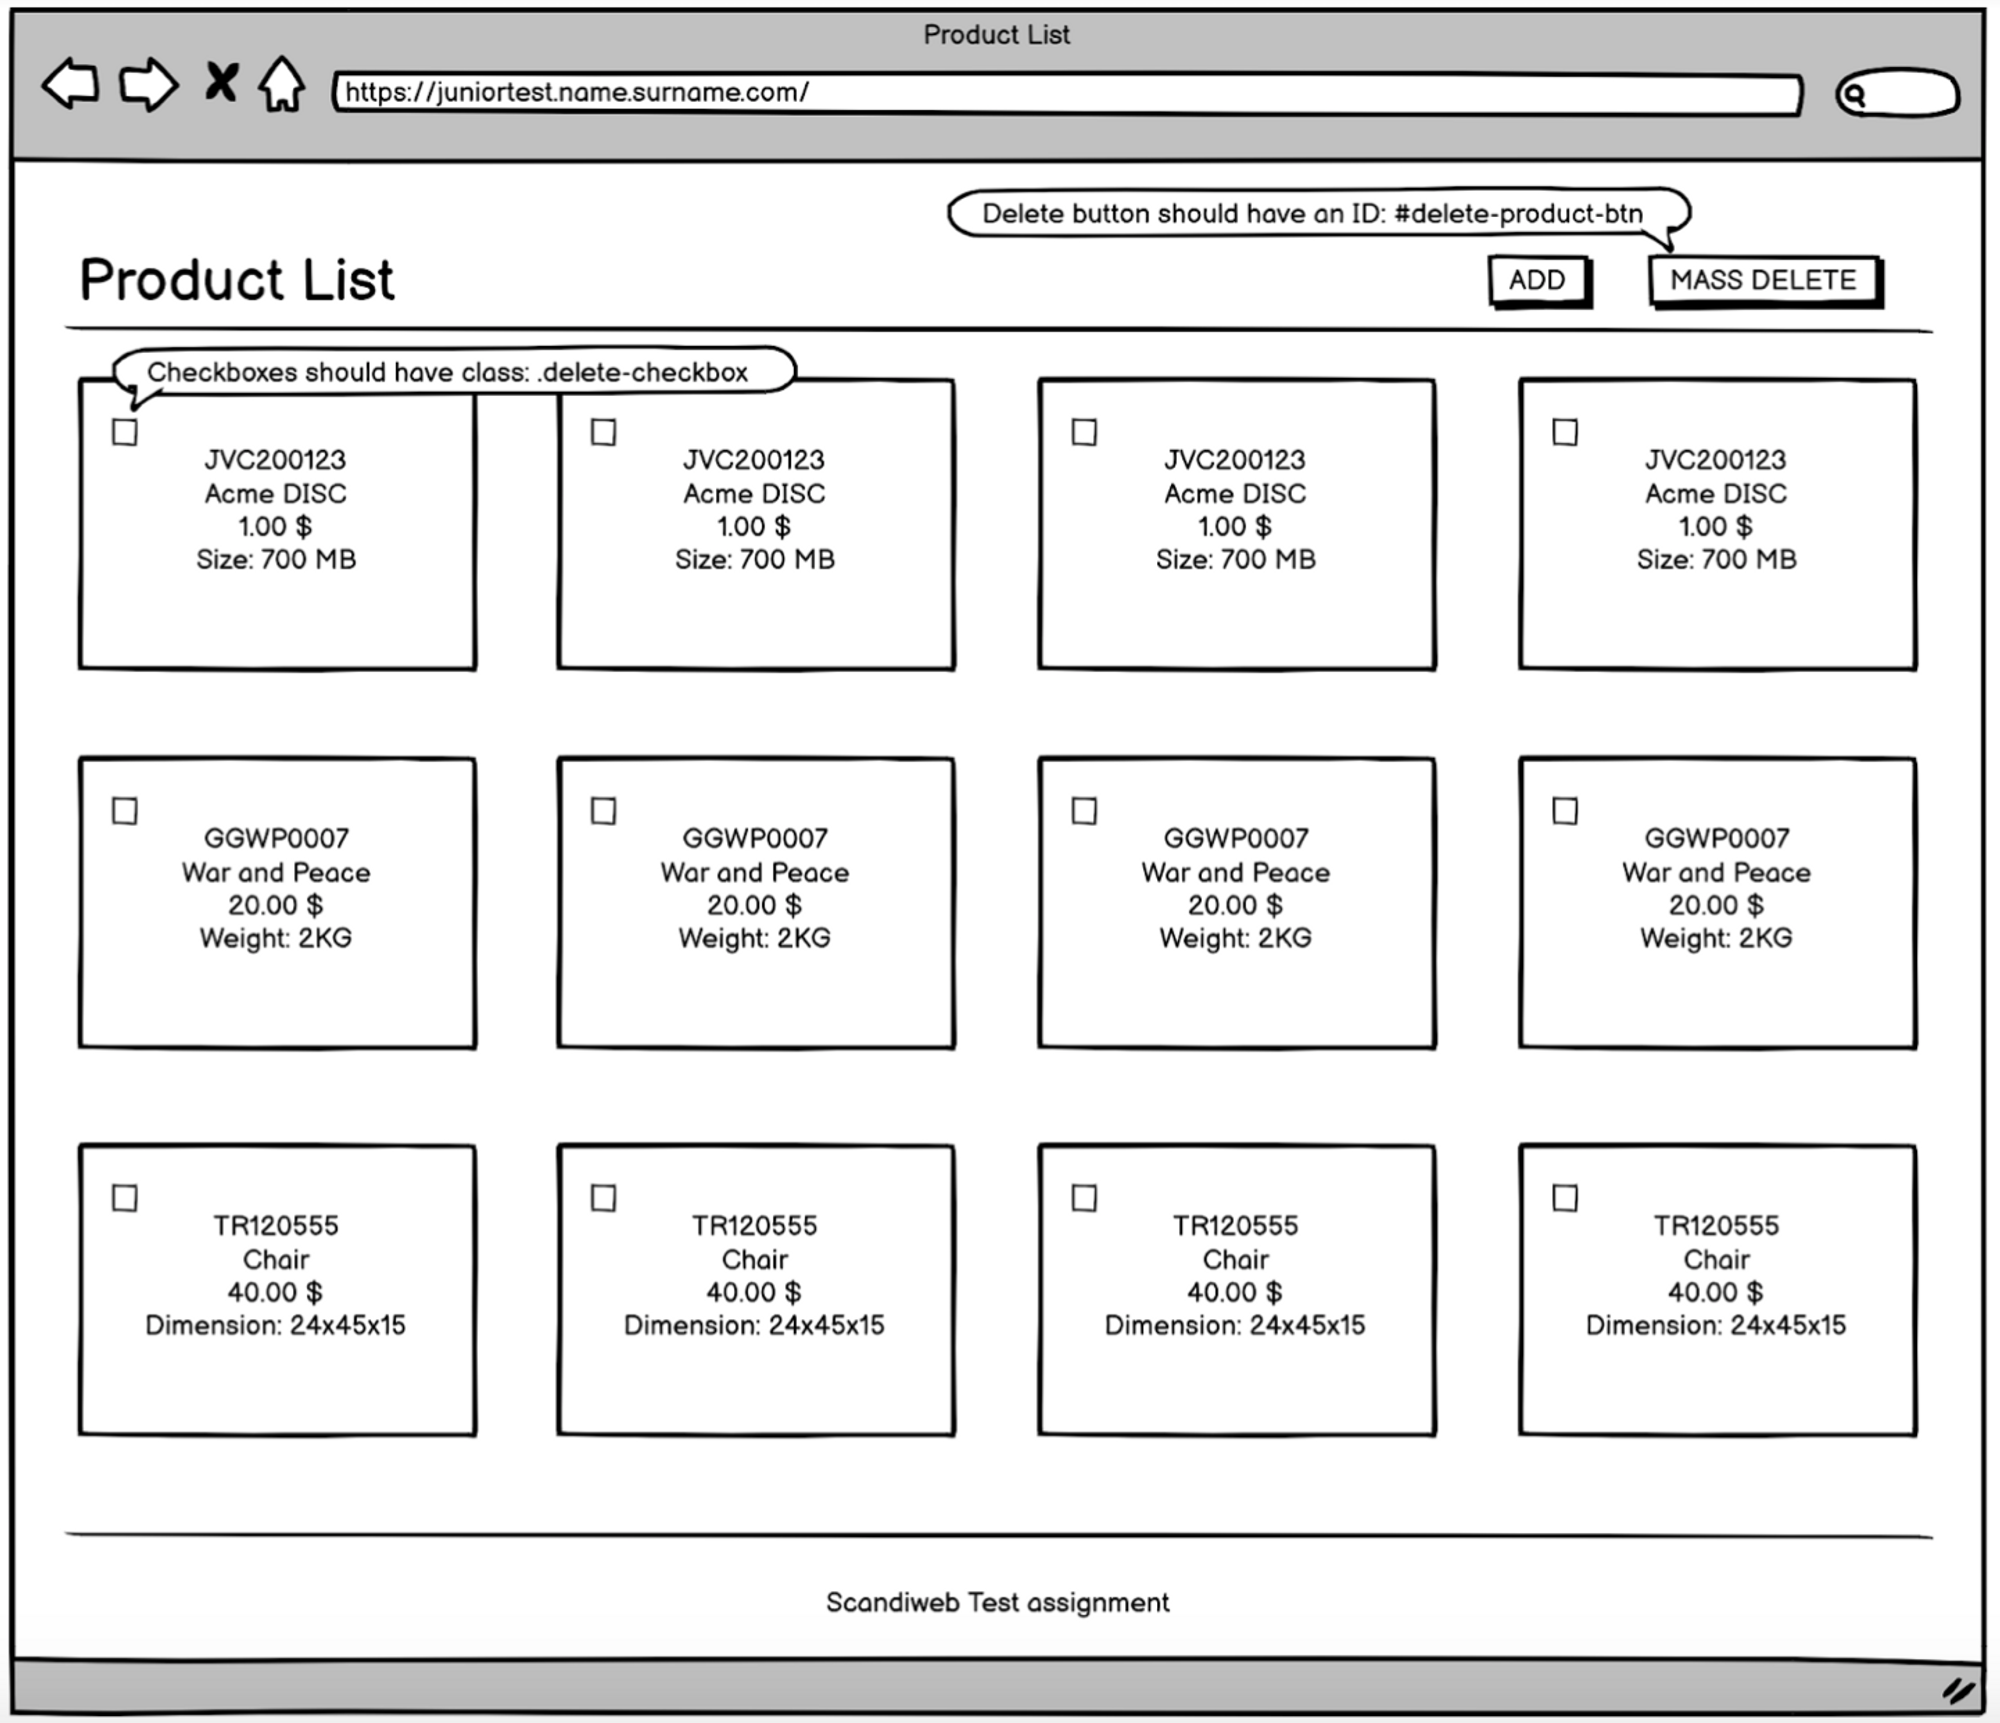 Product List
https://juniortest.name.surname.com/
Delete button should have an ID: #delete-product-btn
Product List
ADD
MASS DELETE
Checkboxes should have class: .delete-checkbox
JVC200123
Acme DISC
1.00 $
Size: 700 MB
JVC200123
Acme DISC
1.00 $
Size: 700 MB
JVC200123
Acme DISC
1.00 $
Size: 700 MB
JVC200123
Acme DISC
1.00 $
Size: 700 MB
GGWP0007
War and Peace
20.00 $
Weight: 2KG
GGWP0007
War and Peace
20.00 $
Weight: 2KG
GGWP0007
War and Peace
20.00 $
Weight: 2KG
GGWP0007
War and Peace
20.00 $
Weight: 2KG
TR120555
Chair
40.00 $
Dimension: 24x45x15
TR120555
Chair
40.00 $
Dimension: 24x45x15
TR120555
Chair
40.00 $
Dimension: 24x45x15
TR120555
Chair
40.00 $
Dimension: 24x45x15
Scandiweb Test assignment